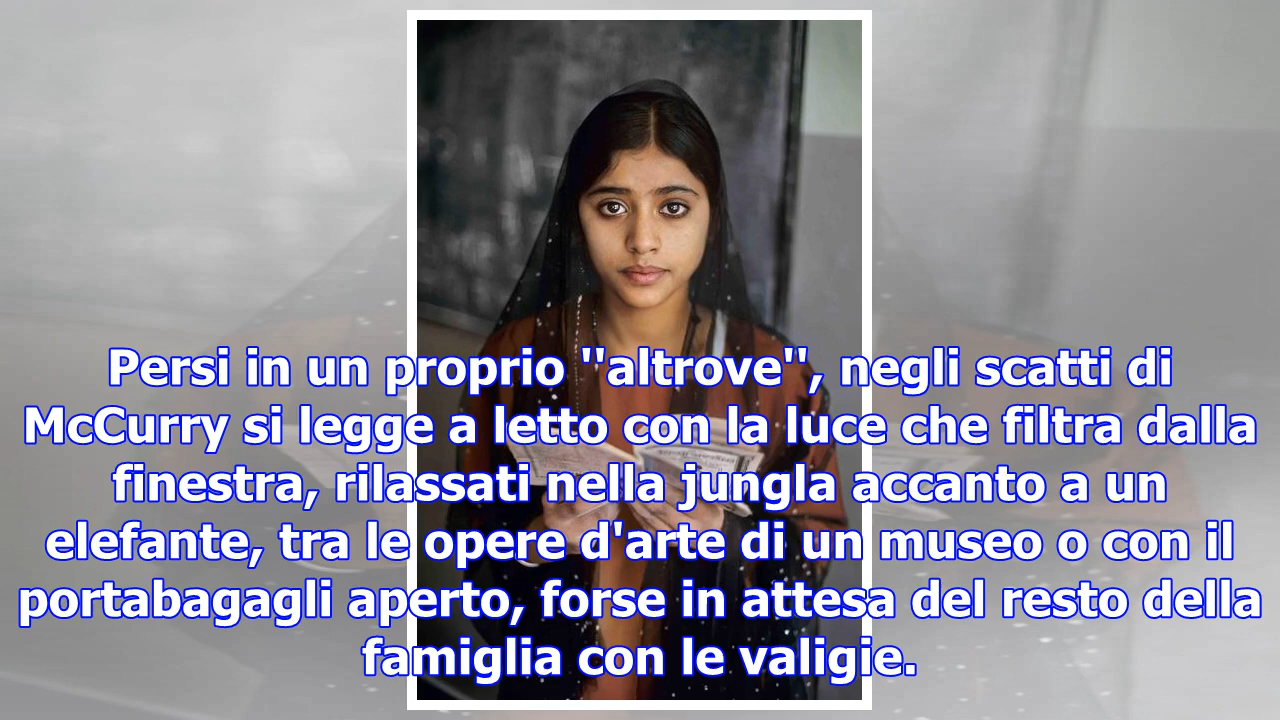 Persi in un proprio "altrove", negli scatti di
McCurry si legge a letto con la luce che filtra dalla
finestra, rilassati nella jungla accanto a un
elefante, tra le opere d'arte di un museo o con il
portabagagli aperto, forse in attesa del resto della
famiglia con le valigie.